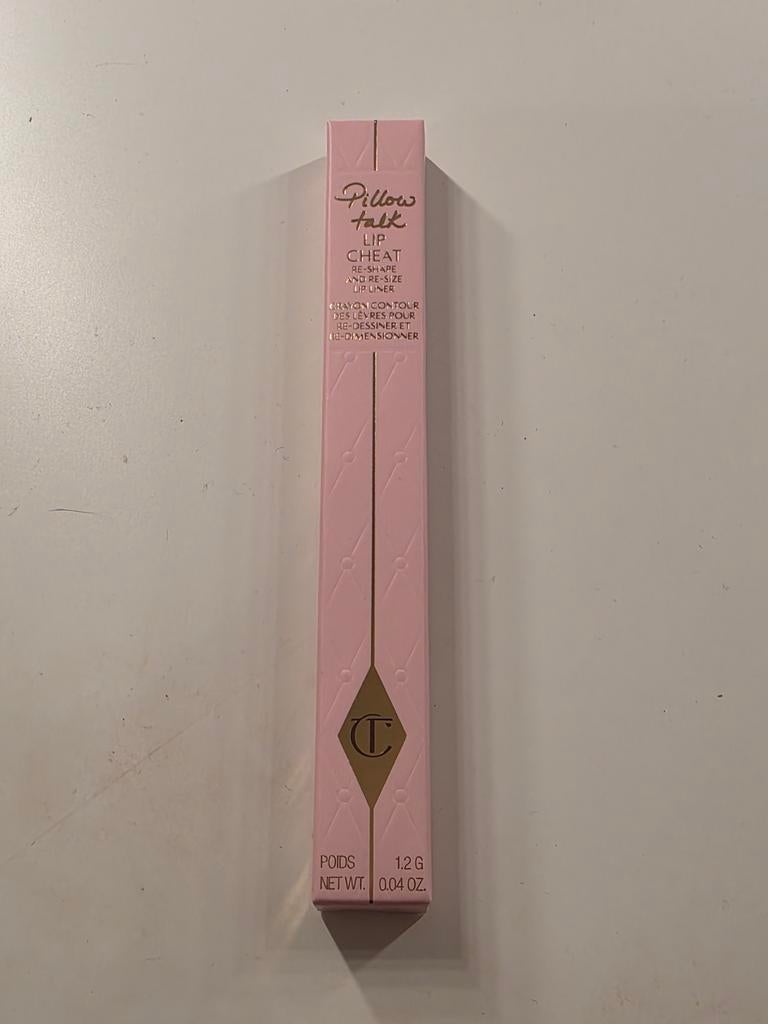 Pillow
talk
LIP
CHEAT
RE-SHAPE
AND RE-SIZE
LIP LINER
CRAYON CONTOUR
DES LÈVRES POUR
RE-DESSINER ET
RE-DIMENSIONNER
CT
POIDS 1.2 G
NET WT. 0.04 OZ.